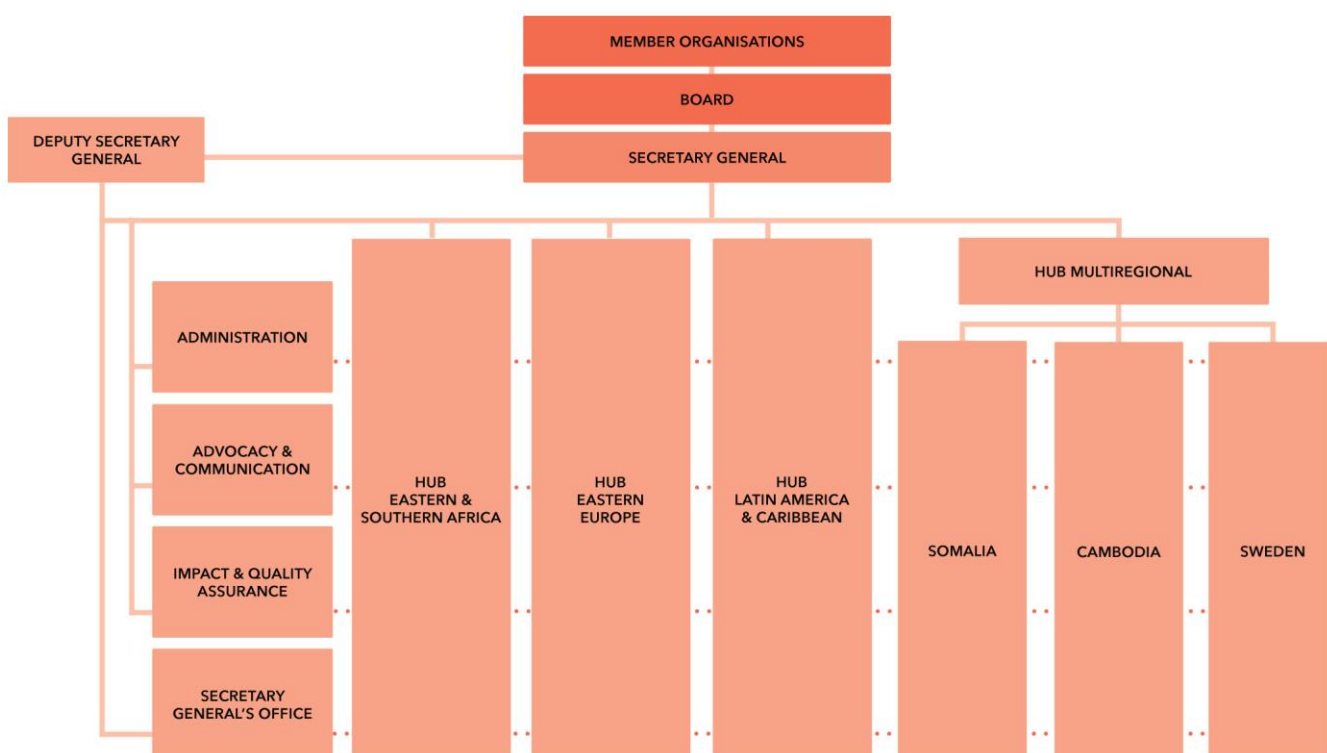 MEMBER ORGANISATIONS
BOARD
DEPUTY SECRETARY
GENERAL
SECRETARY GENERAL
HUB MULTIREGIONAL
ADMINISTRATION
ADVOCACY &
COMMUNICATION
IMPACT & QUALITY
ASSURANCE
SECRETARY
GENERAL'S OFFICE
HUB
EASTERN &
SOUTHERN AFRICA
HUB
EASTERN
EUROPE
HUB
LATIN AMERICA
& CARIBBEAN
SOMALIA
CAMBODIA
SWEDEN